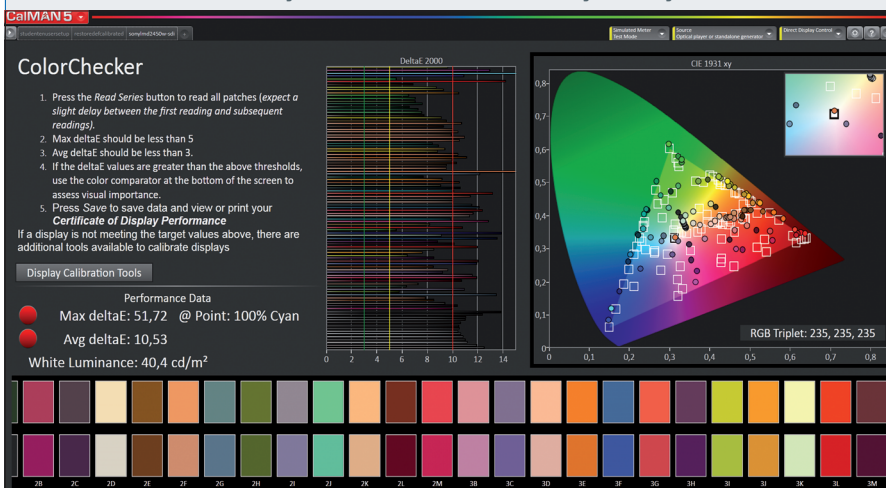 CalMAN 5
studentenusersetup
restoredefcalibrated
sonylmd2450w-sdi
Simulated Meter
Test Mode
Source
Optical player or standalone generator
Direct Display Control
ColorChecker
1. Press the Read Series button to read all patches (expect a
slight delay between the first reading and subsequent
readings).
2. Max deltaE should be less than 5
3. Avg deltaE should be less than 3.
4. If the deltaE values are greater than the above thresholds,
use the color comparator at the bottom of the screen to
assess visual importance.
5. Press Save to save data and view or print your
Certificate of Display Performance
If a display is not meeting the target values above, there are
additional tools available to calibrate displays
Display Calibration Tools
Performance Data
Max deltaE: 51,72 @ Point: 100% Cyan
Avg deltaE: 10,53
White Luminance: 40,4 cd/m²
DeltaE 2000
0 2 4 6 8 10 12 14
CIE 1931 xy
0,8
0,7
0,6
0,5
0,4
0,3
0,2
0,1
0
0 0,1 0,2 0,3 0,4 0,5 0,6 0,7 0,8
RGB Triplet: 235, 235, 235
2B 2C 2D 2E 2F 2G 2H 2I 2J 2K 2L 2M 3B 3C 3D 3E 3F 3G 3H 3I 3J 3K 3L 3M